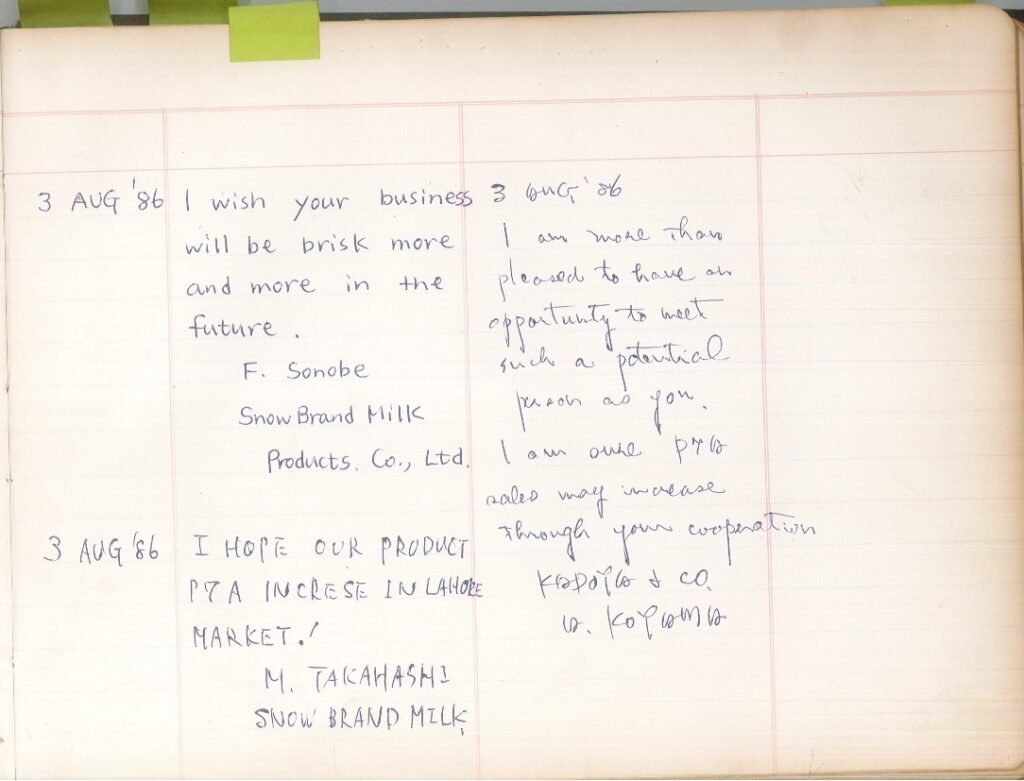 3 AUG '86 I wish your business
will be brisk more
and more in the
future.
F. Sonobe
Snow Brand Milk
Products. Co., Ltd.
3 AUG '86 I HOPE OUR PRODUCT
P7A INCRESE IN LAHORE
MARKET.!
M. TAKAHASHI
SNOW BRAND MILK,
3 AUG, '86
I am more than
pleased to have an
opportunity to meet
such a potential
person as you.
I am sure P7A
sales may increase
through your cooperation
KADOYA & CO.
A. KOYAMA